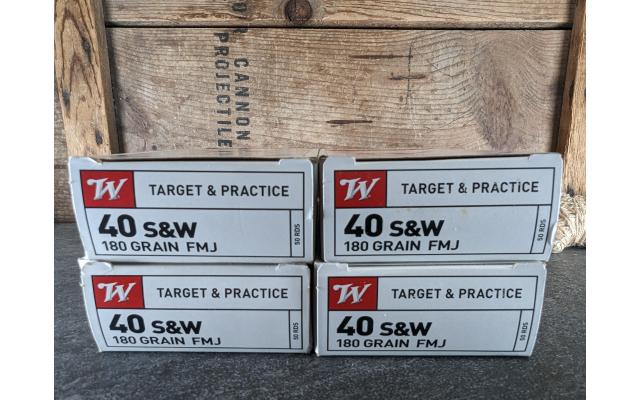 OR CANNON
PROJECTILE
W TARGET & PRACTICE
40 S&W
180 GRAIN FMJ
50 RDS
W TARGET & PRACTICE
40 S&W
180 GRAIN FMJ
50 RDS
W TARGET & PRACTICE
40 S&W
180 GRAIN FMJ
50 RDS
W TARGET & PRACTICE
40 S&W
180 GRAIN FMJ
50 RDS